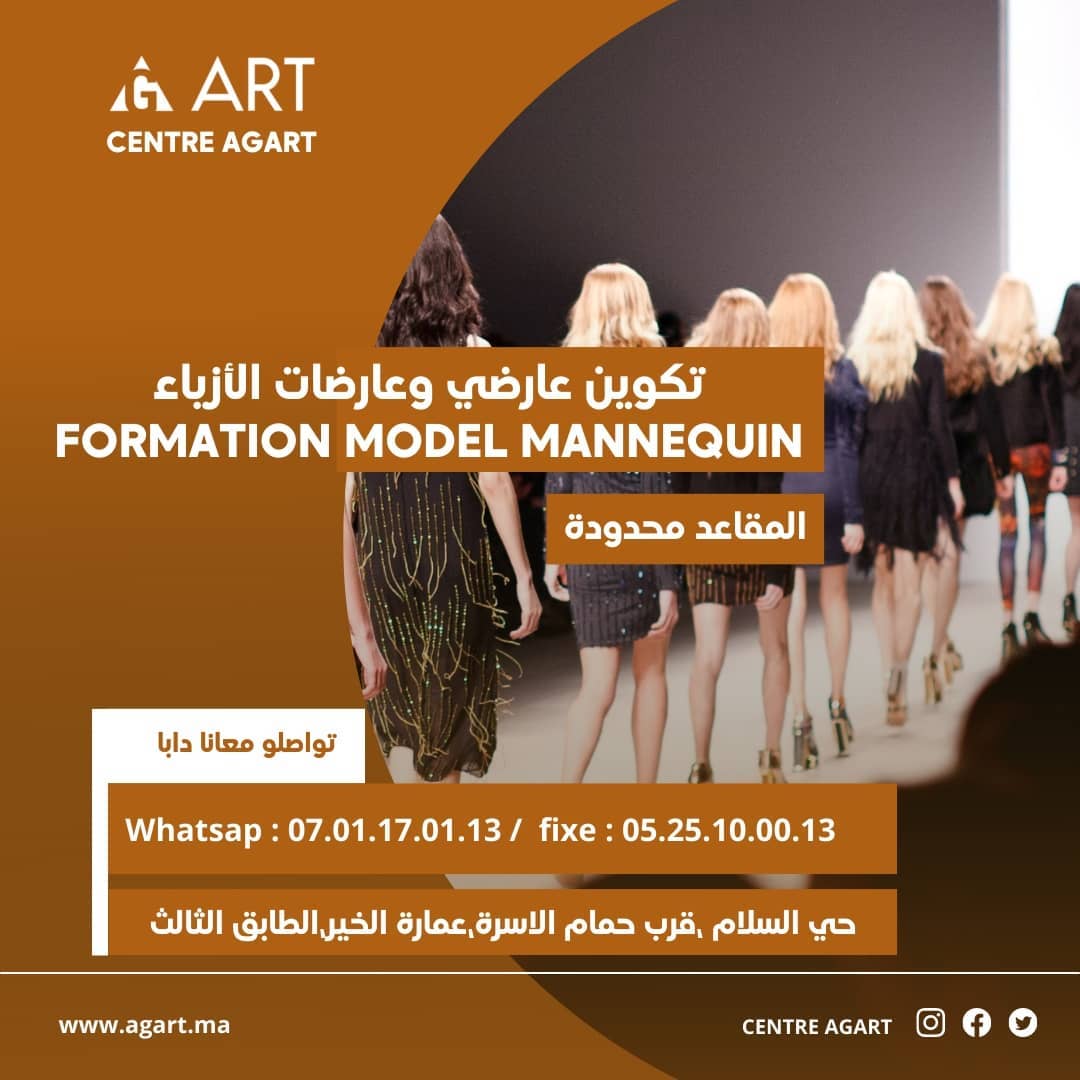 AG ART
CENTRE AGART
تكوين عارضي وعارضات الأزياء
FORMATION MODEL MANNEQUIN
المقاعد محدودة
تواصلو معانا دابا
Whatsap : 07.01.17.01.13 / fixe : 05.25.10.00.13
حي السلام ,قرب حمام الاسرة,عمارة الخير,الطابق الثالث
www.agart.ma
CENTRE AGART